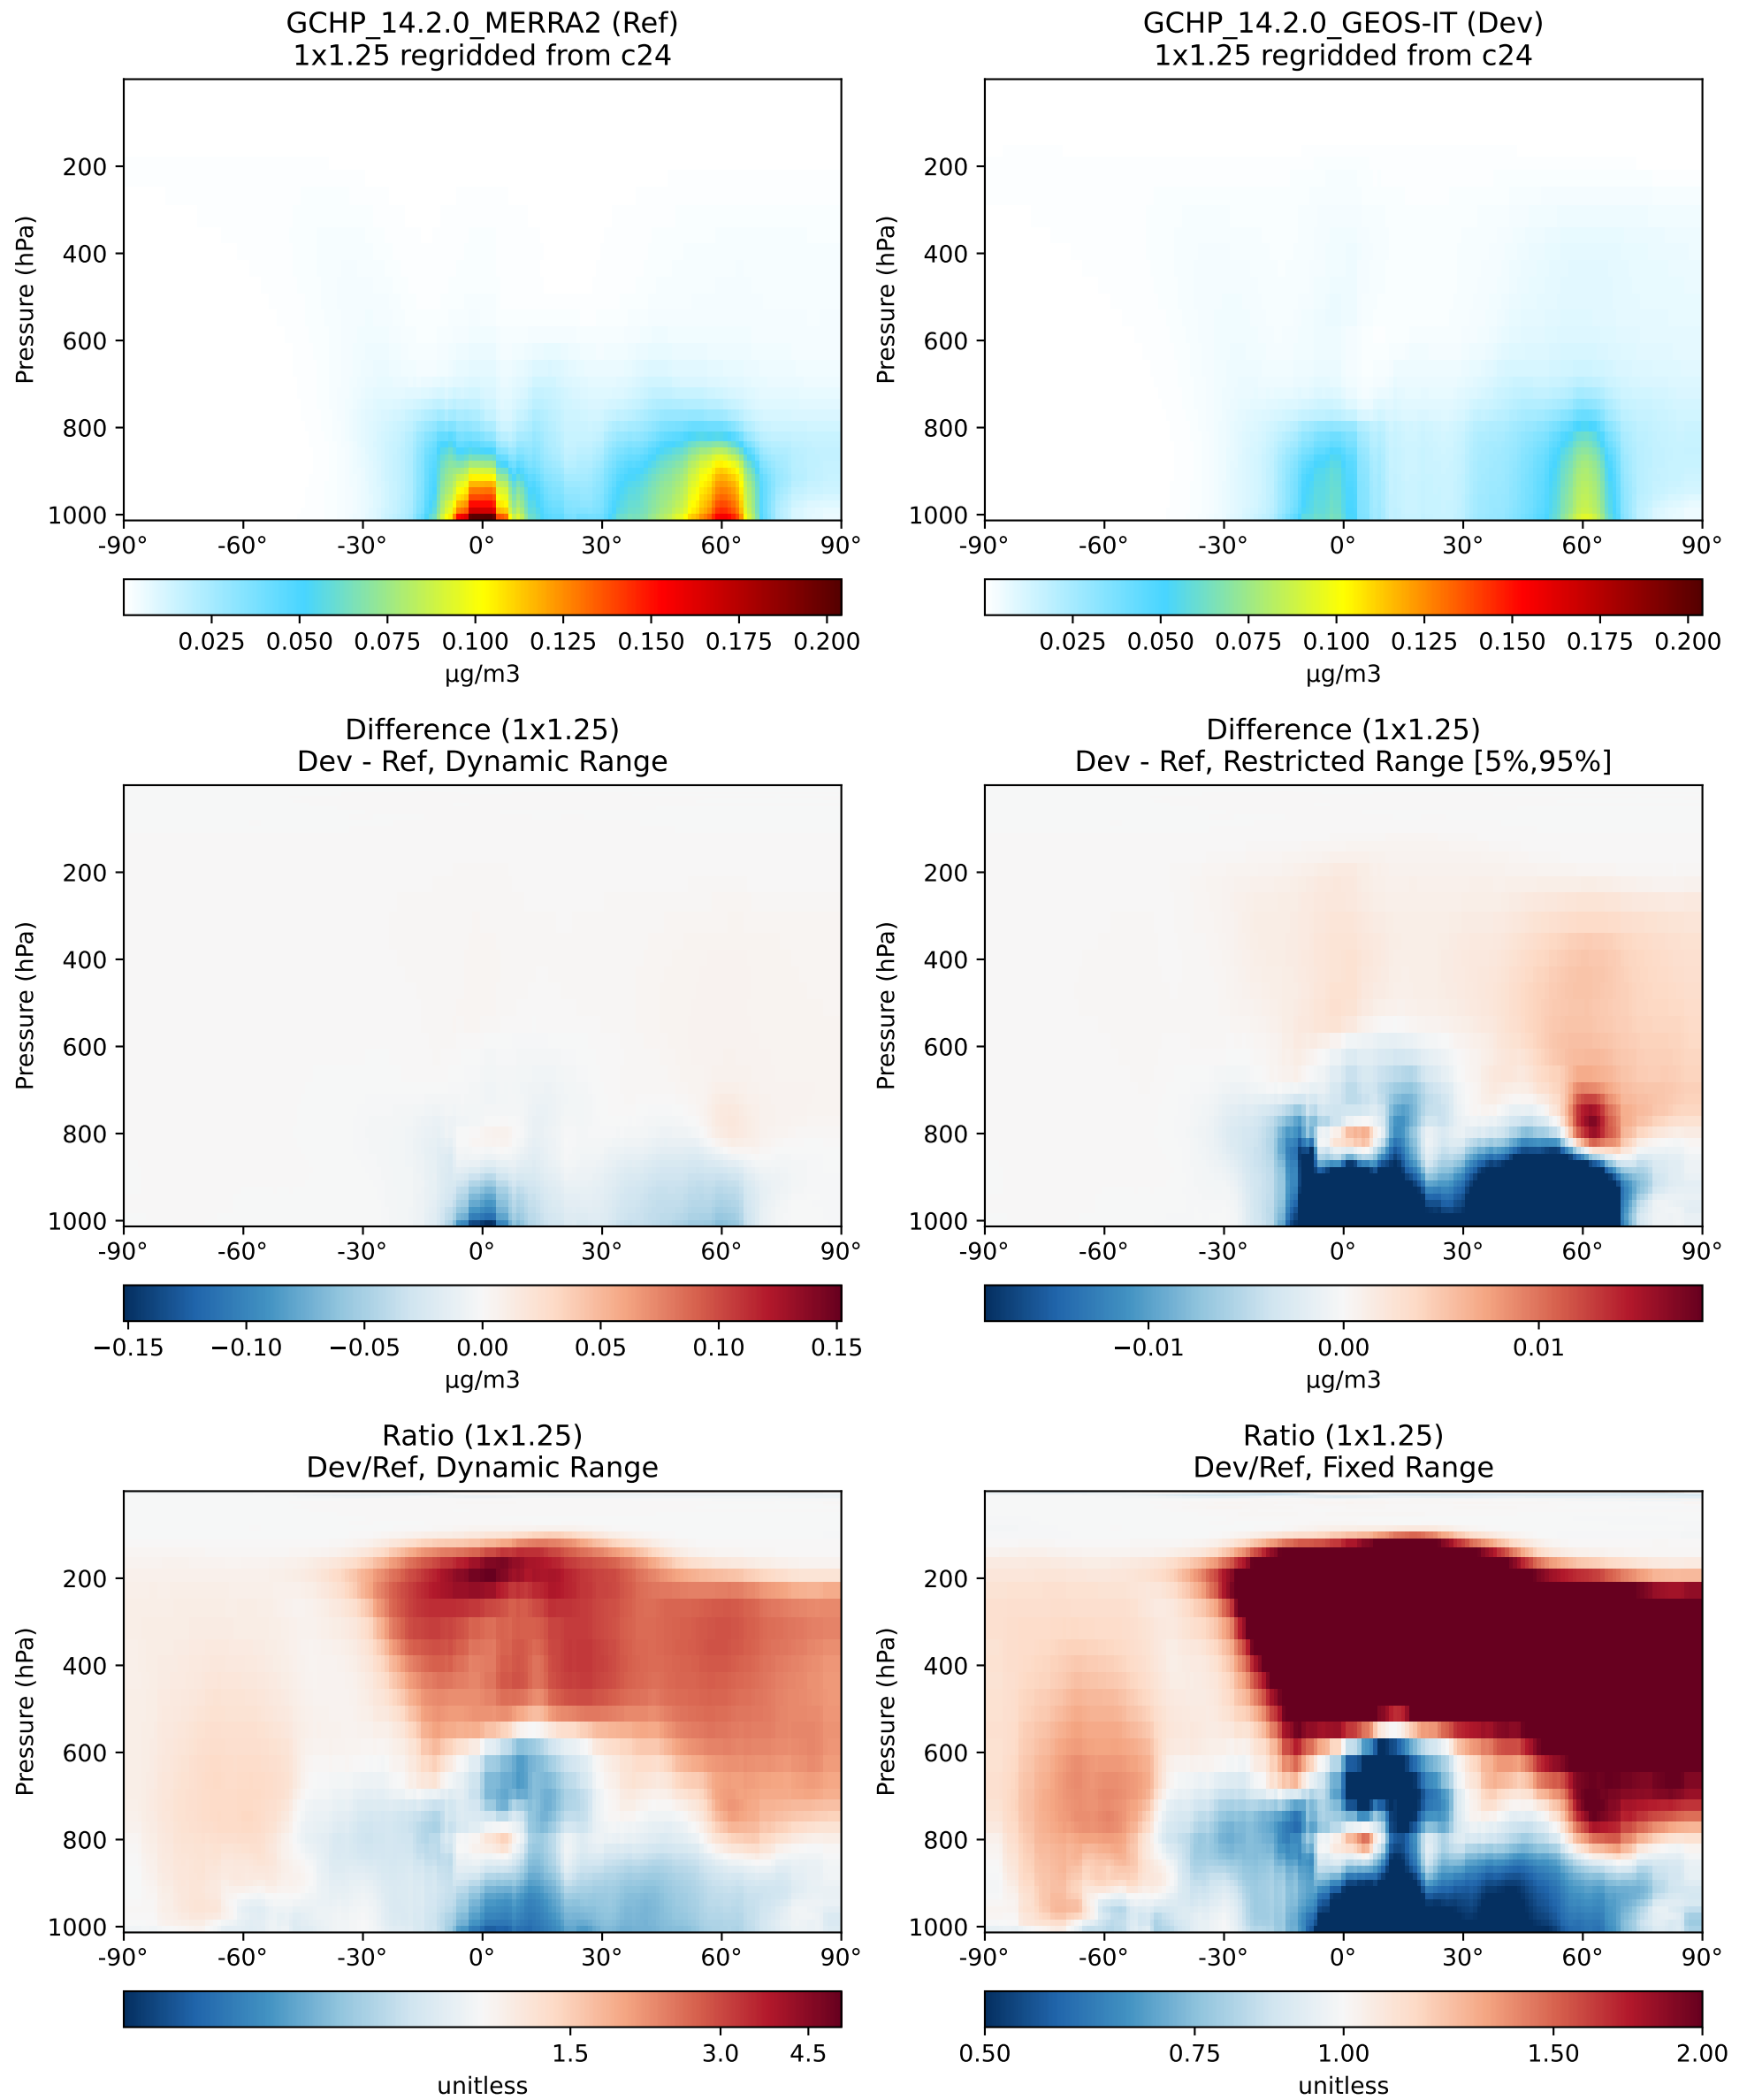 GCHP_14.2.0_MERRA2 (Ref)
1x1.25 regridded from c24
GCHP_14.2.0_GEOS-IT (Dev)
1x1.25 regridded from c24
Pressure (hPa)
200
400
600
800
1000
-90° -60° -30° 0° 30° 60° 90°
0.025 0.050 0.075 0.100 0.125 0.150 0.175 0.200
µg/m3
Pressure (hPa)
200
400
600
800
1000
-90° -60° -30° 0° 30° 60° 90°
0.025 0.050 0.075 0.100 0.125 0.150 0.175 0.200
µg/m3
Difference (1x1.25)
Dev - Ref, Dynamic Range
Pressure (hPa)
200
400
600
800
1000
-90° -60° -30° 0° 30° 60° 90°
−0.15 −0.10 −0.05 0.00 0.05 0.10 0.15
µg/m3
Difference (1x1.25)
Dev - Ref, Restricted Range [5%,95%]
Pressure (hPa)
200
400
600
800
1000
-90° -60° -30° 0° 30° 60° 90°
−0.01 0.00 0.01
µg/m3
Ratio (1x1.25)
Dev/Ref, Dynamic Range
Pressure (hPa)
200
400
600
800
1000
-90° -60° -30° 0° 30° 60° 90°
1.5 3.0 4.5
unitless
Ratio (1x1.25)
Dev/Ref, Fixed Range
Pressure (hPa)
200
400
600
800
1000
-90° -60° -30° 0° 30° 60° 90°
0.50 0.75 1.00 1.50 2.00
unitless